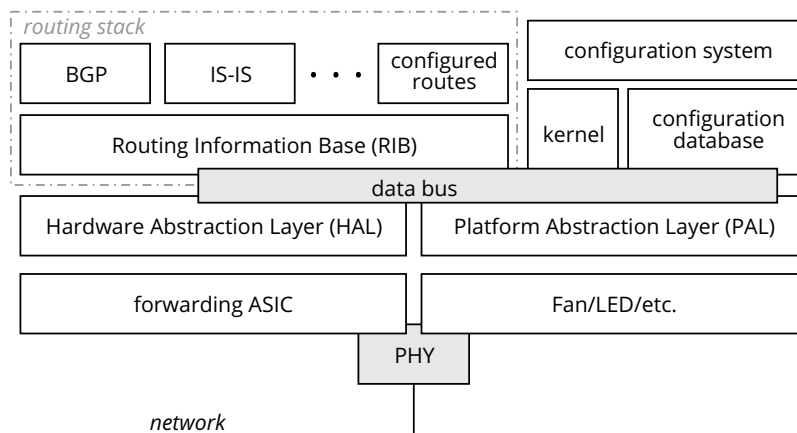 routing stack
BGP
IS-IS
. . .
configured
routes
configuration system
Routing Information Base (RIB)
kernel
configuration
database
data bus
Hardware Abstraction Layer (HAL)
Platform Abstraction Layer (PAL)
forwarding ASIC
Fan/LED/etc.
PHY
network